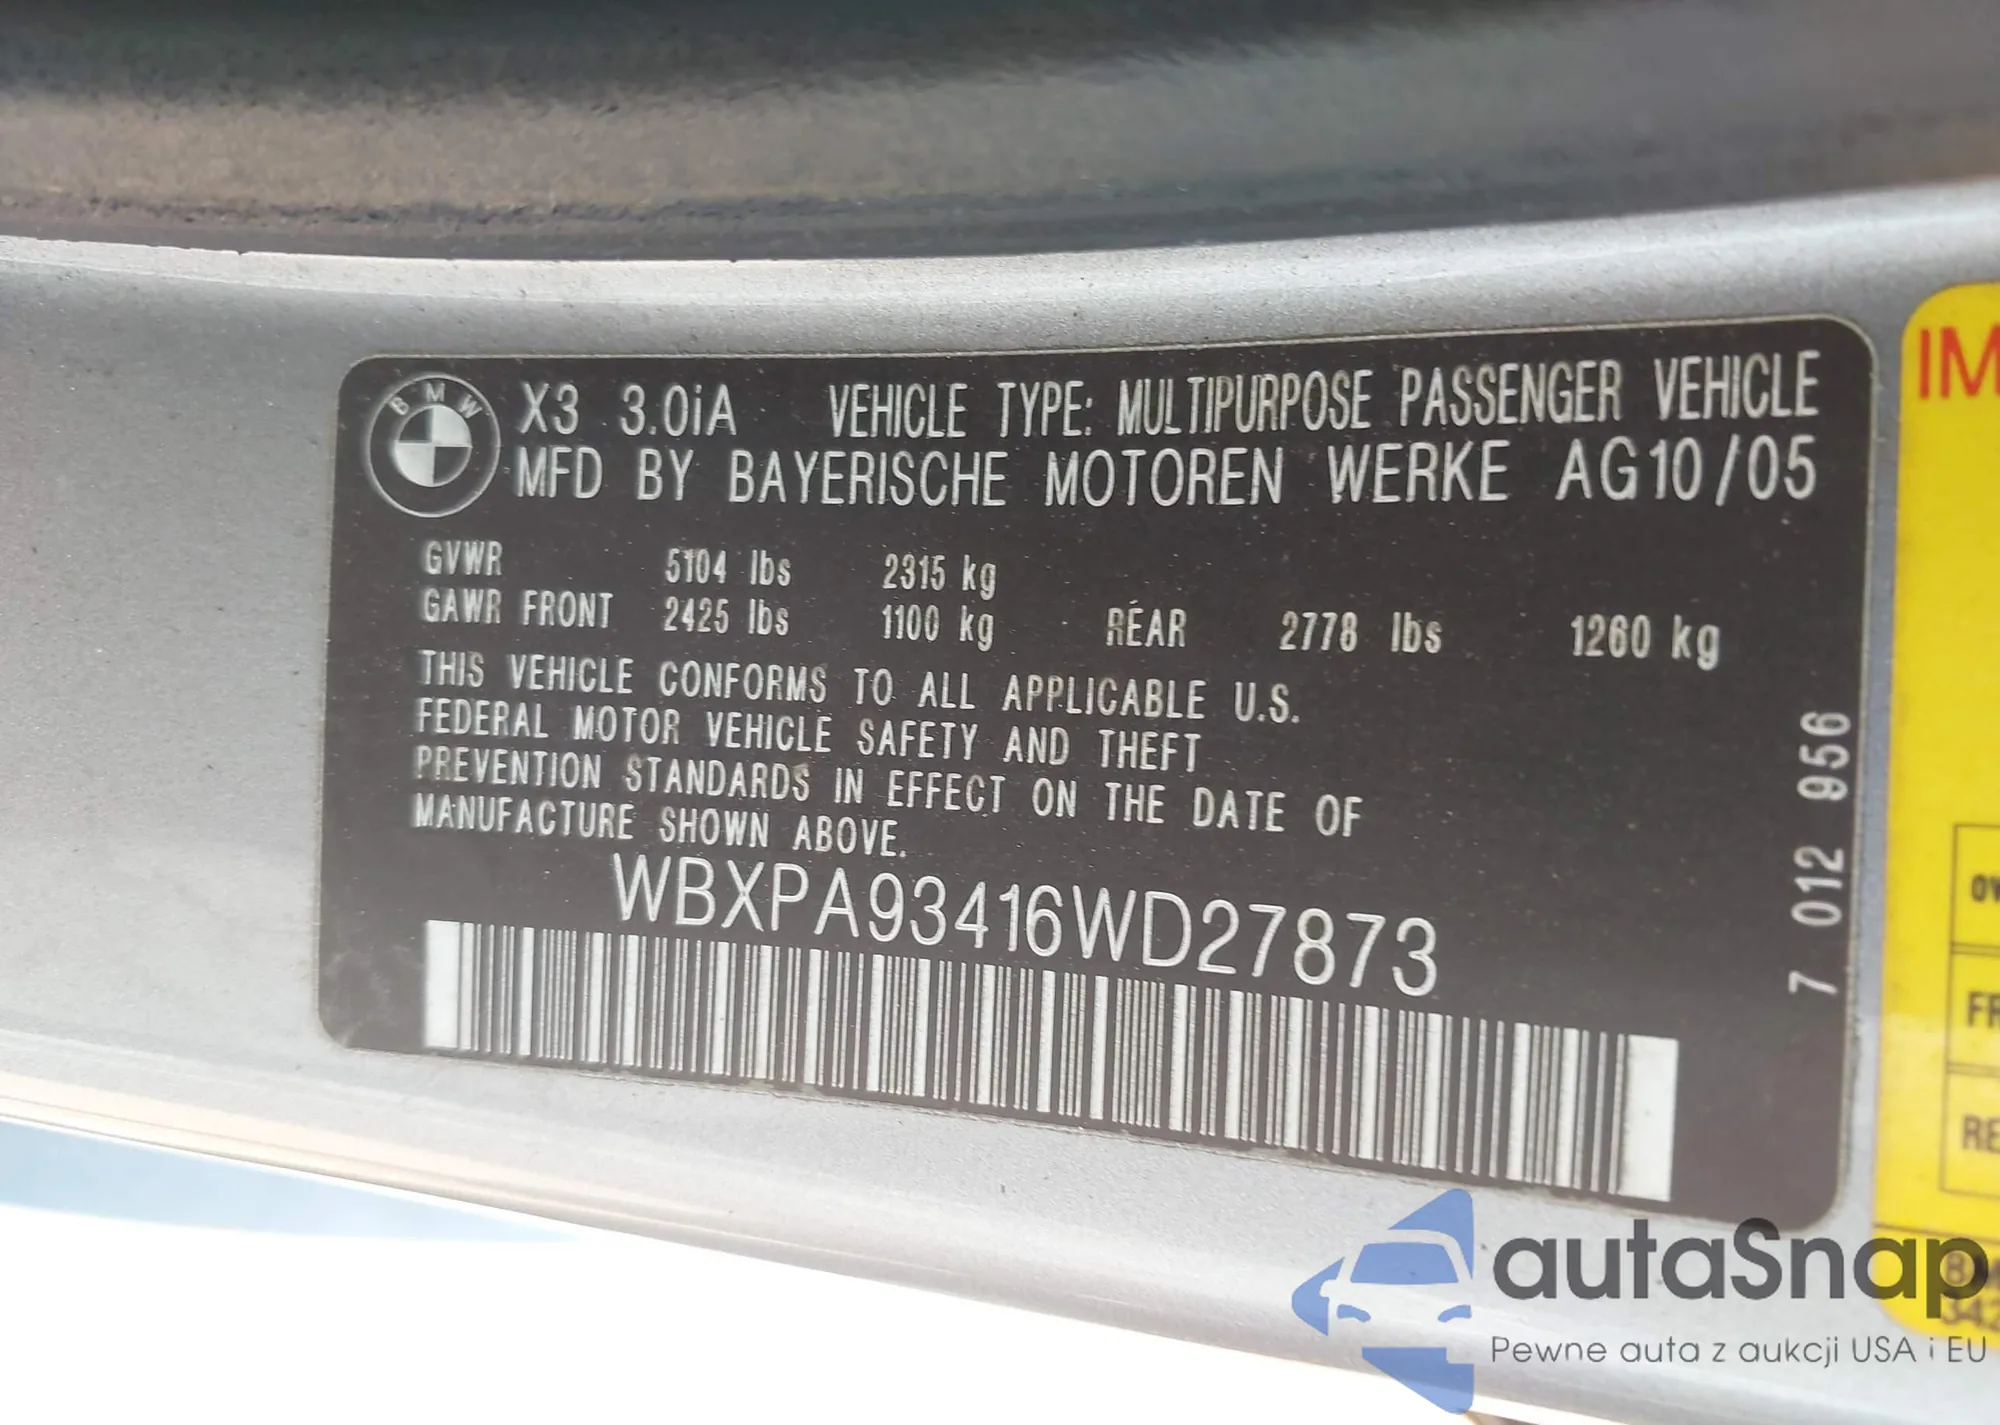 BMW
X3 3.0iA VEHICLE TYPE: MULTIPURPOSE PASSENGER VEHICLE
MFD BY BAYERISCHE MOTOREN WERKE AG10/05
GVWR 5104 lbs 2315 kg
GAWR FRONT 2425 lbs 1100 kg REAR 2778 lbs 1260 kg
THIS VEHICLE CONFORMS TO ALL APPLICABLE U.S.
FEDERAL MOTOR VEHICLE SAFETY AND THEFT
PREVENTION STANDARDS IN EFFECT ON THE DATE OF
MANUFACTURE SHOWN ABOVE.
WBXPA93416WD27873
7 012 956
IM
FR
RE
autaSnap
Pewne auta z aukcji USA i EU